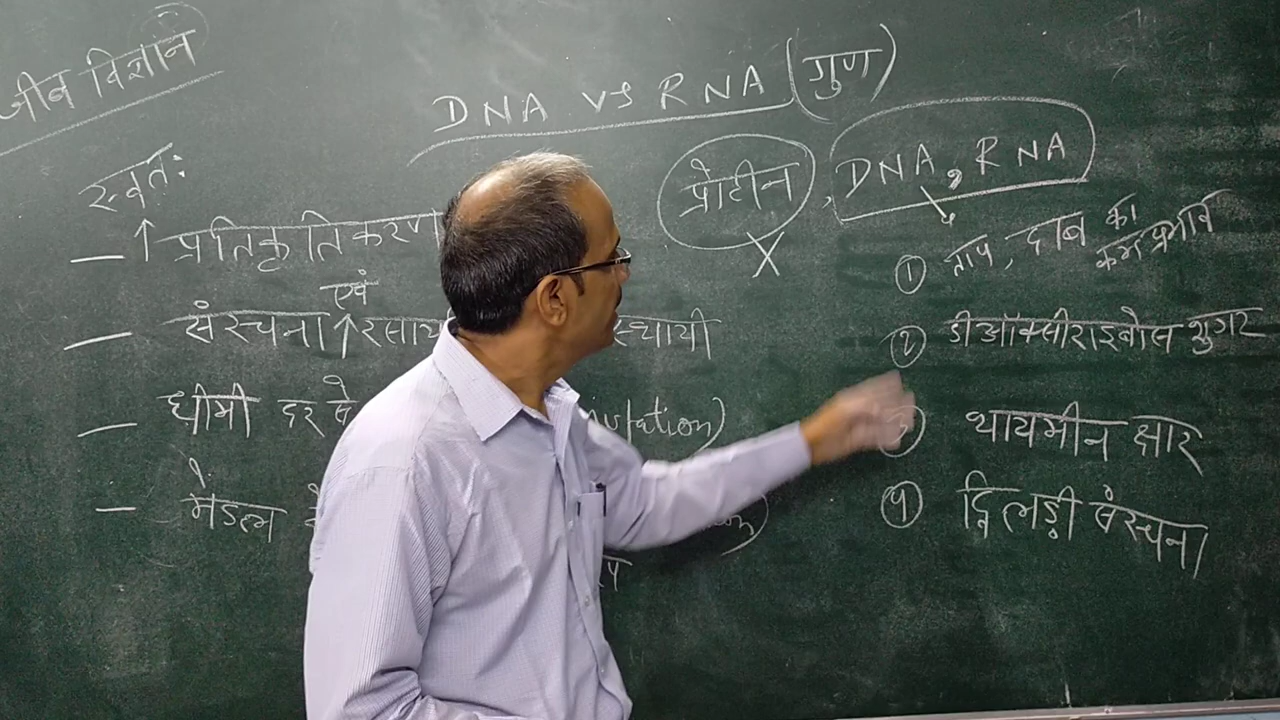 जीव विज्ञान
DNA vs RNA (गुण)
स्वतः
प्रोटीन, DNA, RNA
X
— ↑ प्रतिकृतिकरण
① ताप, दाब का
कम प्रभाव
एवं
— संरचना ↑ स्थायी
② डीऑक्सीराइबोस शुगर
— धीमी दर से mutation)
③ थायमीन क्षार
— मेंडल
④ द्विलड़ी संरचना